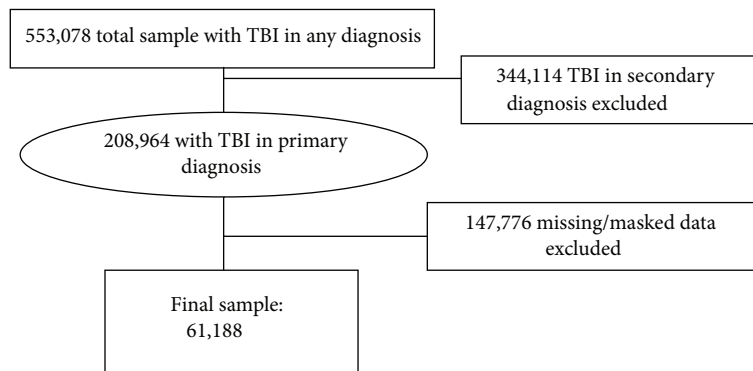 553,078 total sample with TBI in any diagnosis
344,114 TBI in secondary
diagnosis excluded
208,964 with TBI in primary
diagnosis
147,776 missing/masked data
excluded
Final sample:
61,188